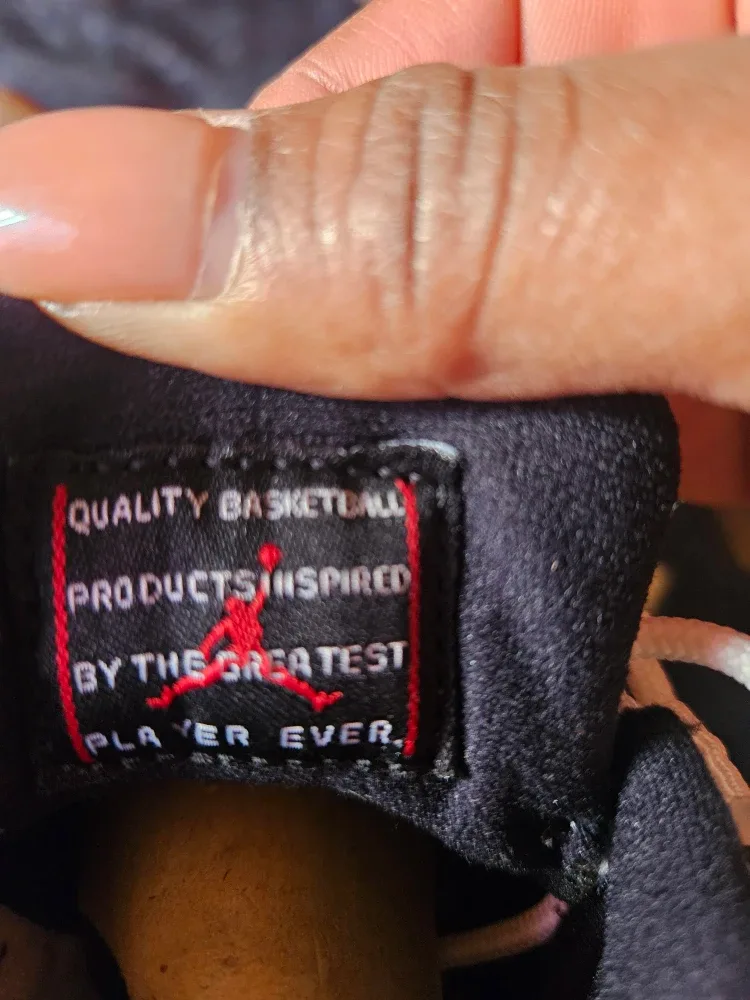 QUALITY BASKETBALL
PRODUCTS INSPIRED
BY THE GREATEST
PLAYER EVER.